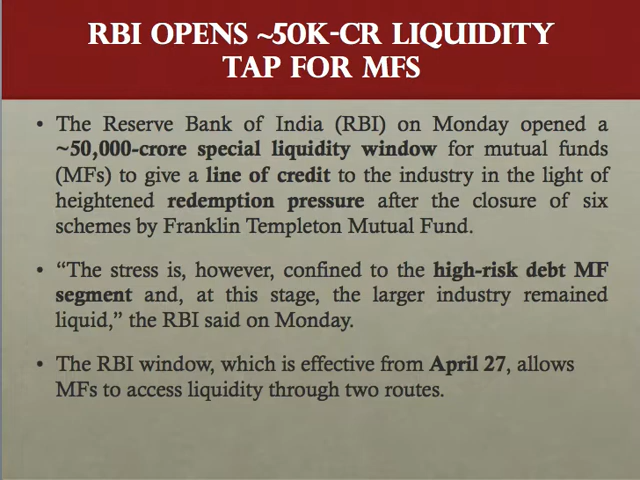 RBI OPENS ~50K-CR LIQUIDITY
TAP FOR MFS
• The Reserve Bank of India (RBI) on Monday opened a
~50,000-crore special liquidity window for mutual funds
(MFs) to give a line of credit to the industry in the light of
heightened redemption pressure after the closure of six
schemes by Franklin Templeton Mutual Fund.
• “The stress is, however, confined to the high-risk debt MF
segment and, at this stage, the larger industry remained
liquid,” the RBI said on Monday.
• The RBI window, which is effective from April 27, allows
MFs to access liquidity through two routes.